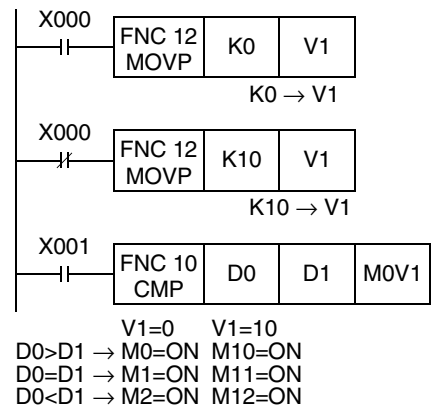 X000
FNC 12 MOVP K0 V1
K0 → V1
X000
FNC 12 MOVP K10 V1
K10 → V1
X001
FNC 10 CMP D0 D1 M0V1
V1=0 V1=10
D0>D1 → M0=ON M10=ON
D0=D1 → M1=ON M11=ON
D0<D1 → M2=ON M12=ON